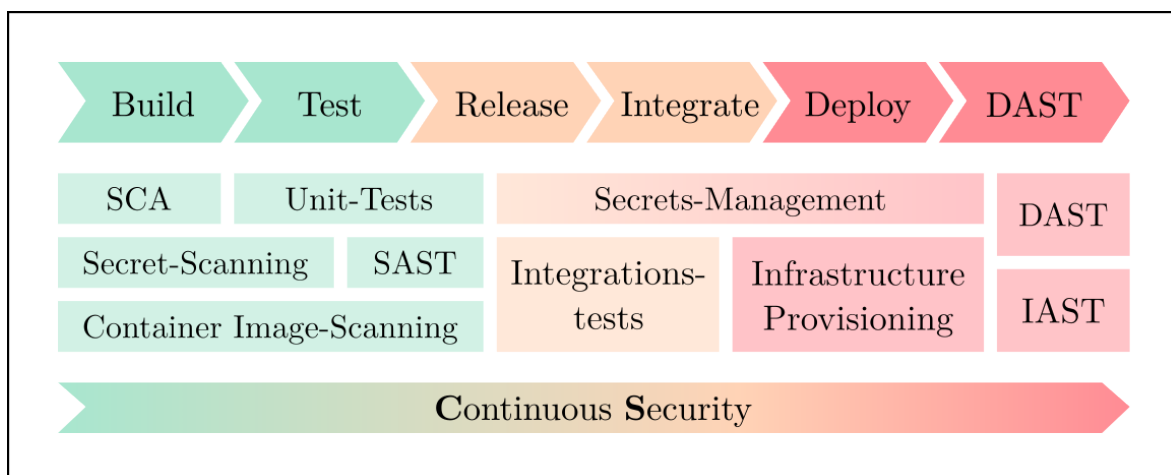 Build
Test
Release
Integrate
Deploy
DAST
SCA
Unit-Tests
Secrets-Management
DAST
Secret-Scanning
SAST
Integrations-
tests
Infrastructure
Provisioning
IAST
Container Image-Scanning
Continuous Security